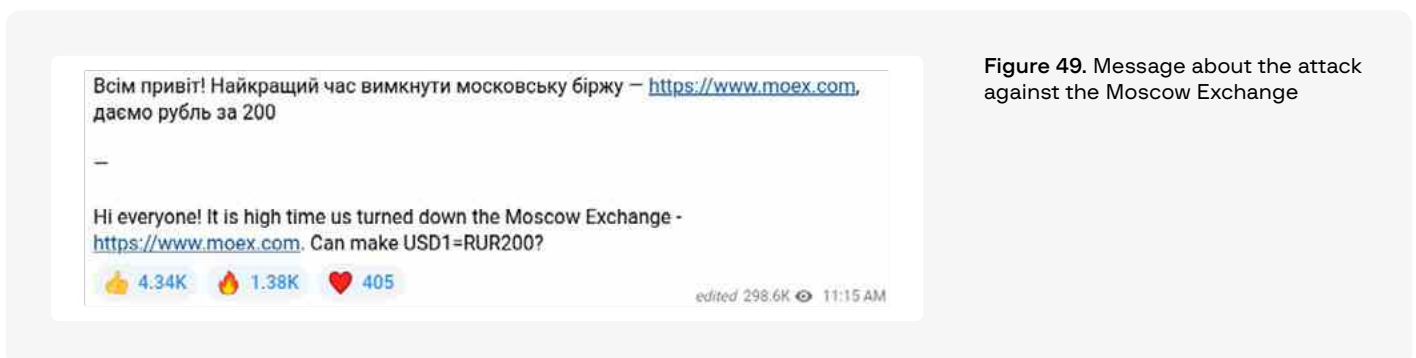 Всім привіт! Найкращий час вимкнути московську біржу — https://www.moex.com,
даємо рубль за 200
—
Hi everyone! It is high time us turned down the Moscow Exchange -
https://www.moex.com. Can make USD1=RUR200?
👍 4.34K 🔥 1.38K ❤️ 405
edited 298.6K 11:15 AM
Figure 49. Message about the attack
against the Moscow Exchange